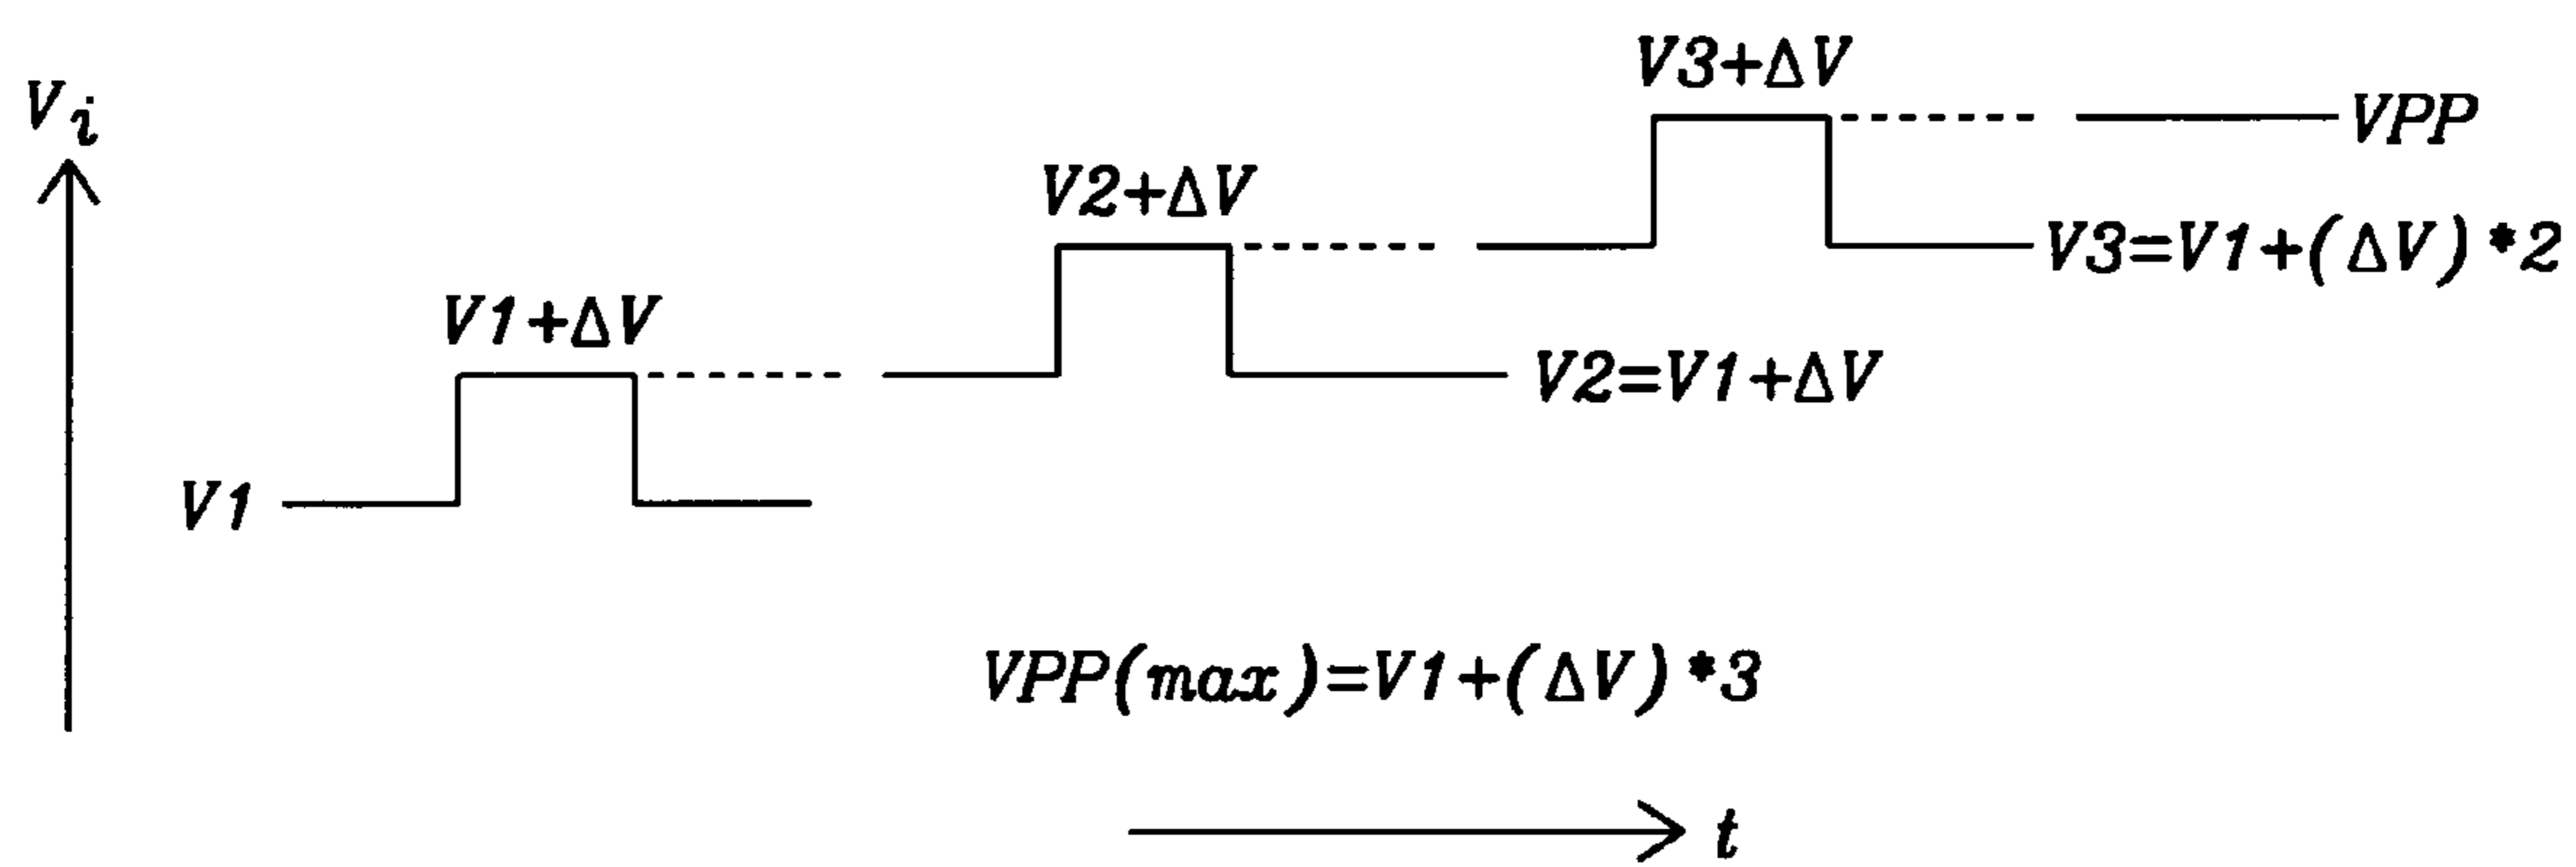 V3+ΔV
Vi
VPP
V2+ΔV
V3=V1+(ΔV)*2
V1+ΔV
V2=V1+ΔV
V1
VPP(max)=V1+(ΔV)*3
t